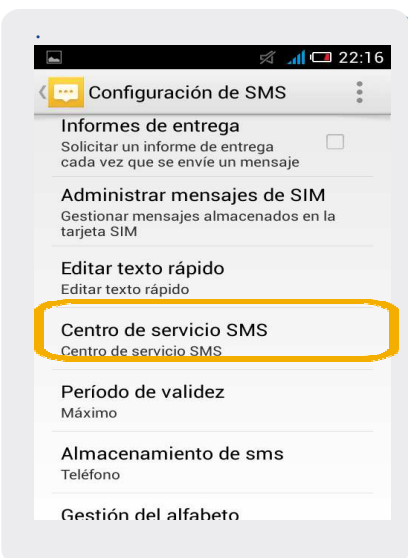 22:16
Configuración de SMS
Informes de entrega
Solicitar un informe de entrega
cada vez que se envíe un mensaje
Administrar mensajes de SIM
Gestionar mensajes almacenados en la
tarjeta SIM
Editar texto rápido
Editar texto rápido
Centro de servicio SMS
Centro de servicio SMS
Período de validez
Máximo
Almacenamiento de sms
Teléfono
Gestión del alfabeto